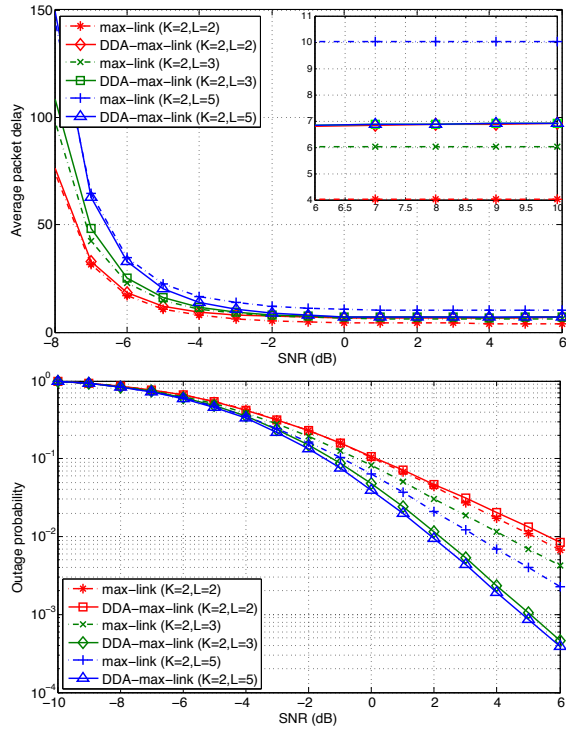 150
100
50
0
Average packet delay
−8
−6
−4
−2
0
2
4
6
SNR (dB)
max−link (K=2,L=2)
DDA−max−link (K=2,L=2)
max−link (K=2,L=3)
DDA−max−link (K=2,L=3)
max−link (K=2,L=5)
DDA−max−link (K=2,L=5)
11
10
9
8
7
6
5
4
6
6.5
7
7.5
8
8.5
9
9.5
10
10^0
10^−1
10^−2
10^−3
10^−4
Outage probability
−10
−8
−6
−4
−2
0
2
4
6
SNR (dB)
max−link (K=2,L=2)
DDA−max−link (K=2,L=2)
max−link (K=2,L=3)
DDA−max−link (K=2,L=3)
max−link (K=2,L=5)
DDA−max−link (K=2,L=5)